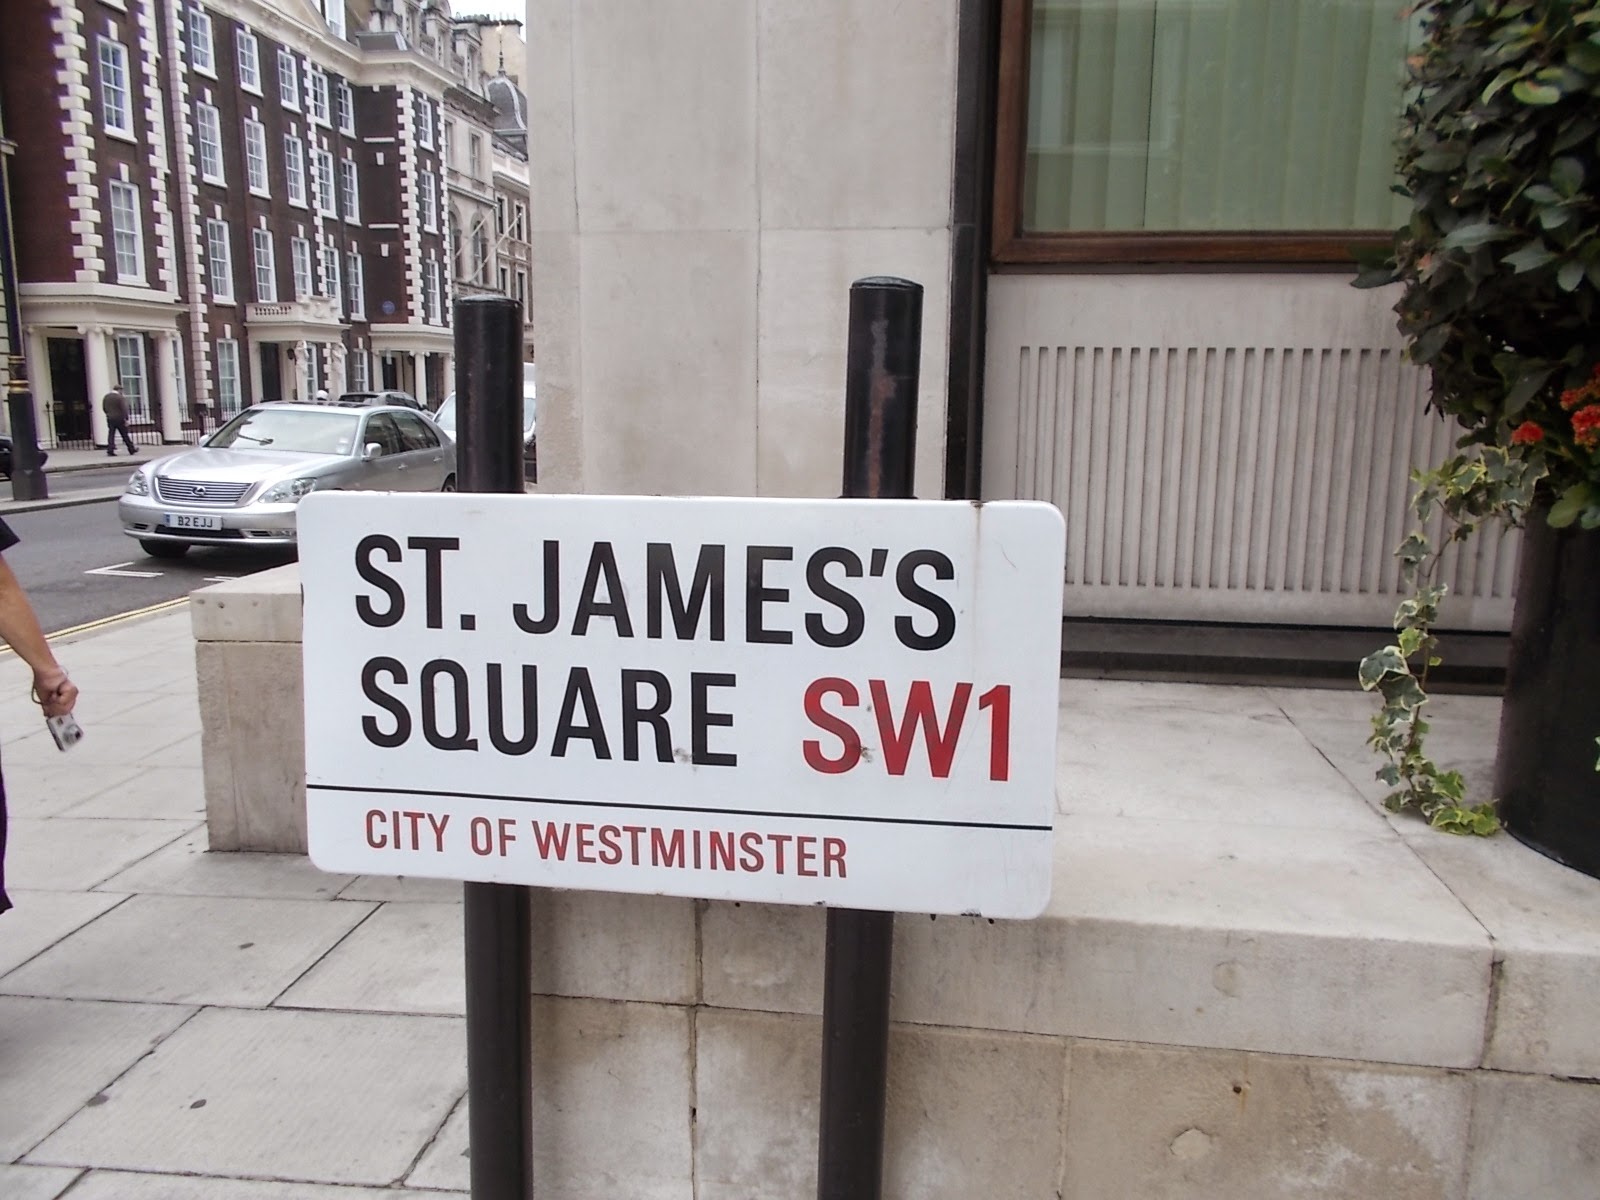 B2 EJJ
ST. JAMES'S
SQUARE SW1
CITY OF WESTMINSTER